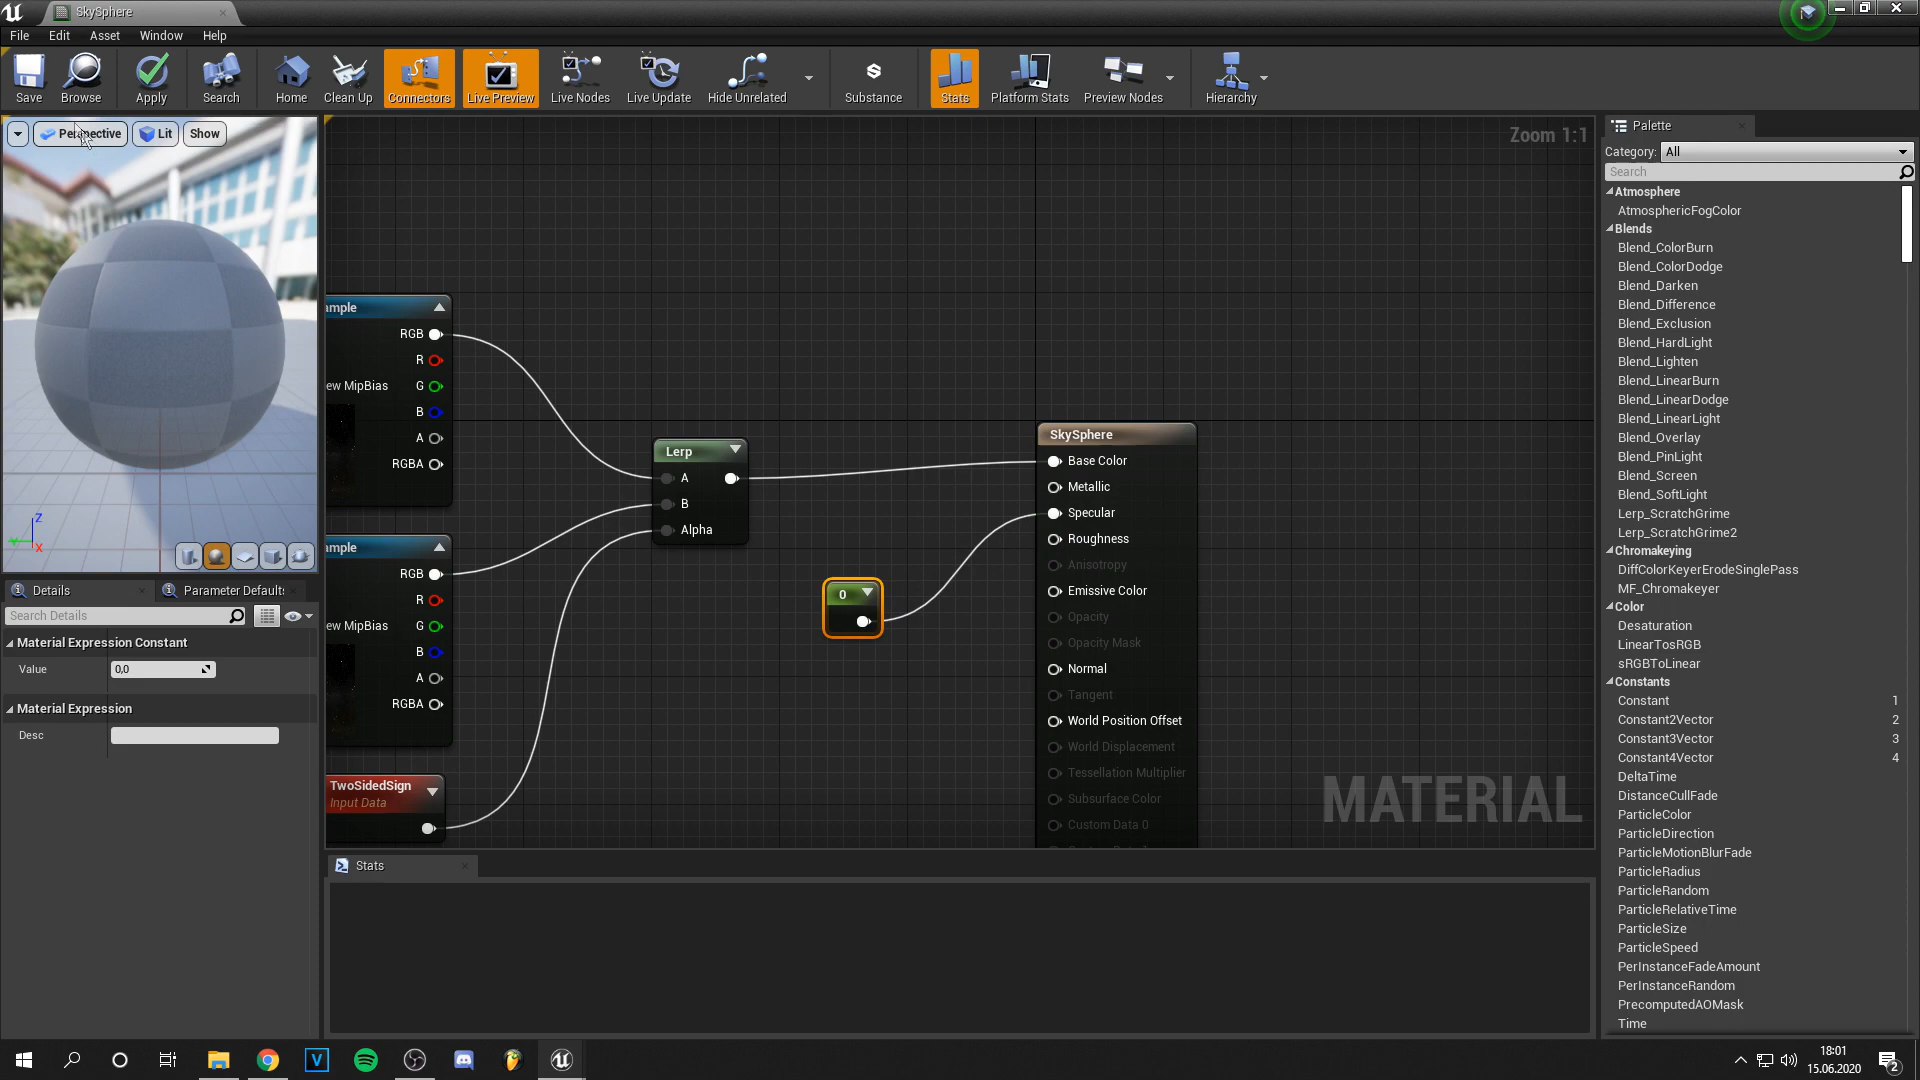 SkySphere
File Edit Asset Window Help
Save Browse Apply Search Home Clean Up Connectors Live Preview Live Nodes Live Update Hide Unrelated Substance Stats Platform Stats Preview Nodes Hierarchy
Perspective Lit Show
Z
Y
X
Details
Parameter Defaults
Search Details
Material Expression Constant
Value 0,0
Material Expression
Desc
Zoom 1:1
ample
RGB
R
ew MipBias G
B
A
RGBA
ample
RGB
R
ew MipBias G
B
A
RGBA
TwoSidedSign
Input Data
Lerp
A
B
Alpha
0
SkySphere
Base Color
Metallic
Specular
Roughness
Anisotropy
Emissive Color
Opacity
Opacity Mask
Normal
Tangent
World Position Offset
World Displacement
Tessellation Multiplier
Subsurface Color
Custom Data 0
MATERIAL
Stats
Palette
Category: All
Search
Atmosphere
AtmosphericFogColor
Blends
Blend_ColorBurn
Blend_ColorDodge
Blend_Darken
Blend_Difference
Blend_Exclusion
Blend_HardLight
Blend_Lighten
Blend_LinearBurn
Blend_LinearDodge
Blend_LinearLight
Blend_Overlay
Blend_PinLight
Blend_Screen
Blend_SoftLight
Lerp_ScratchGrime
Lerp_ScratchGrime2
Chromakeying
DiffColorKeyerErodeSinglePass
MF_Chromakeyer
Color
Desaturation
LinearTosRGB
sRGBToLinear
Constants
Constant 1
Constant2Vector 2
Constant3Vector 3
Constant4Vector 4
DeltaTime
DistanceCullFade
ParticleColor
ParticleDirection
ParticleMotionBlurFade
ParticleRadius
ParticleRandom
ParticleRelativeTime
ParticleSize
ParticleSpeed
PerInstanceFadeAmount
PerInstanceRandom
PrecomputedAOMask
Time
V
18:01
15.06.2020
2